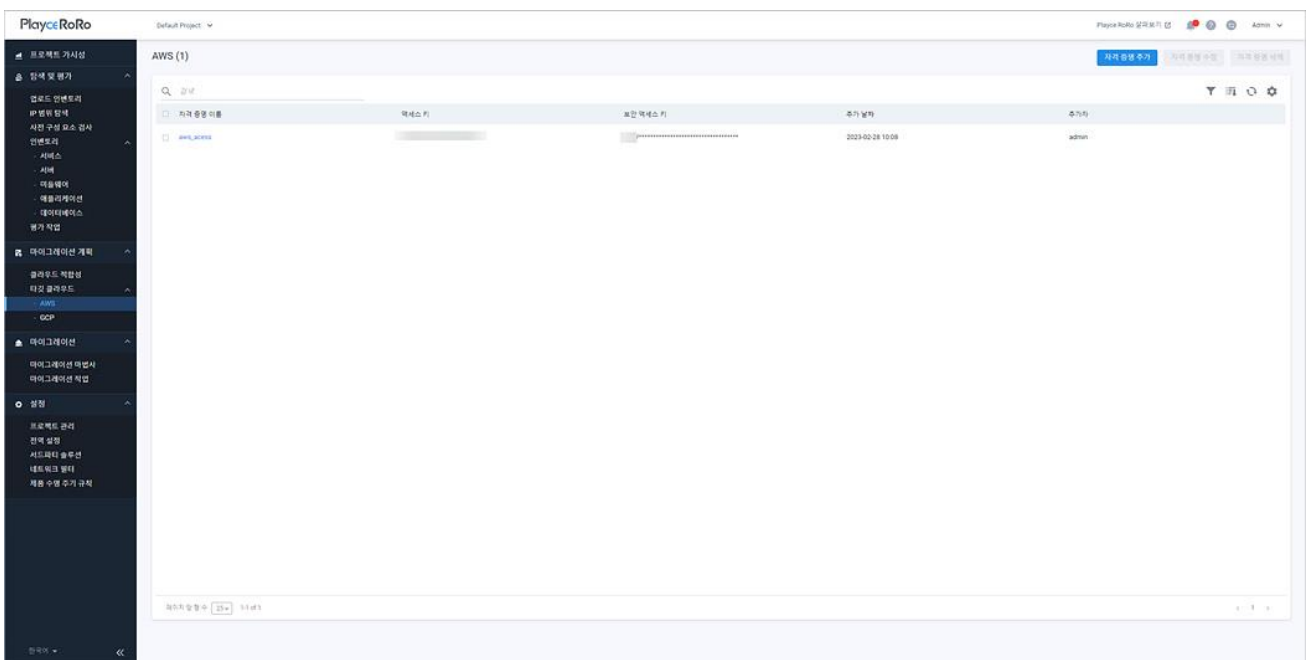 PlayceRoRo
Default Project
Playce RoRo 살펴보기
Admin
프로젝트 가시성
탐색 및 평가
업로드 인벤토리
IP 범위 탐색
사전 구성 요소 검사
인벤토리
- 서비스
- 서버
- 미들웨어
- 애플리케이션
- 데이터베이스
평가 작업
마이그레이션 계획
클라우드 적합성
타깃 클라우드
- AWS
- GCP
마이그레이션
마이그레이션 마법사
마이그레이션 작업
설정
프로젝트 관리
전역 설정
서드파티 솔루션
네트워크 필터
제품 수명 주기 규칙
한국어
AWS (1)
자격 증명 추가 자격 증명 수정 자격 증명 삭제
검색
자격 증명 이름 액세스 키 보안 액세스 키 추가 날짜 추가자
2023-02-28 10:08 admin
페이지 당 행 수 25 1-1 of 1
1